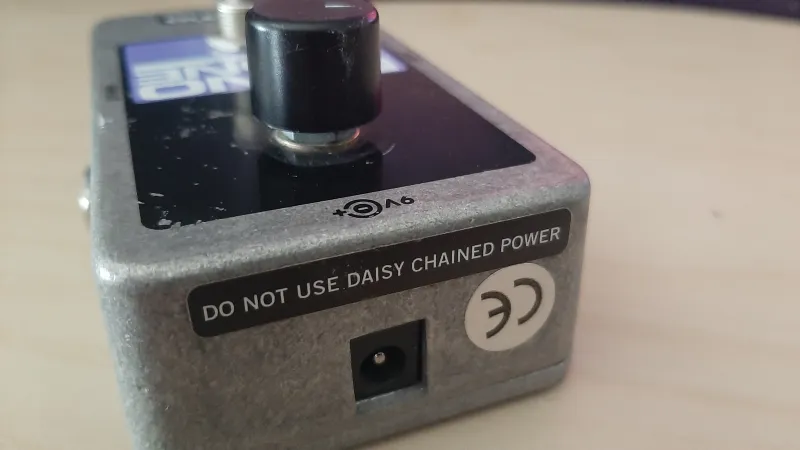 9V
DO NOT USE DAISY CHAINED POWER
CE